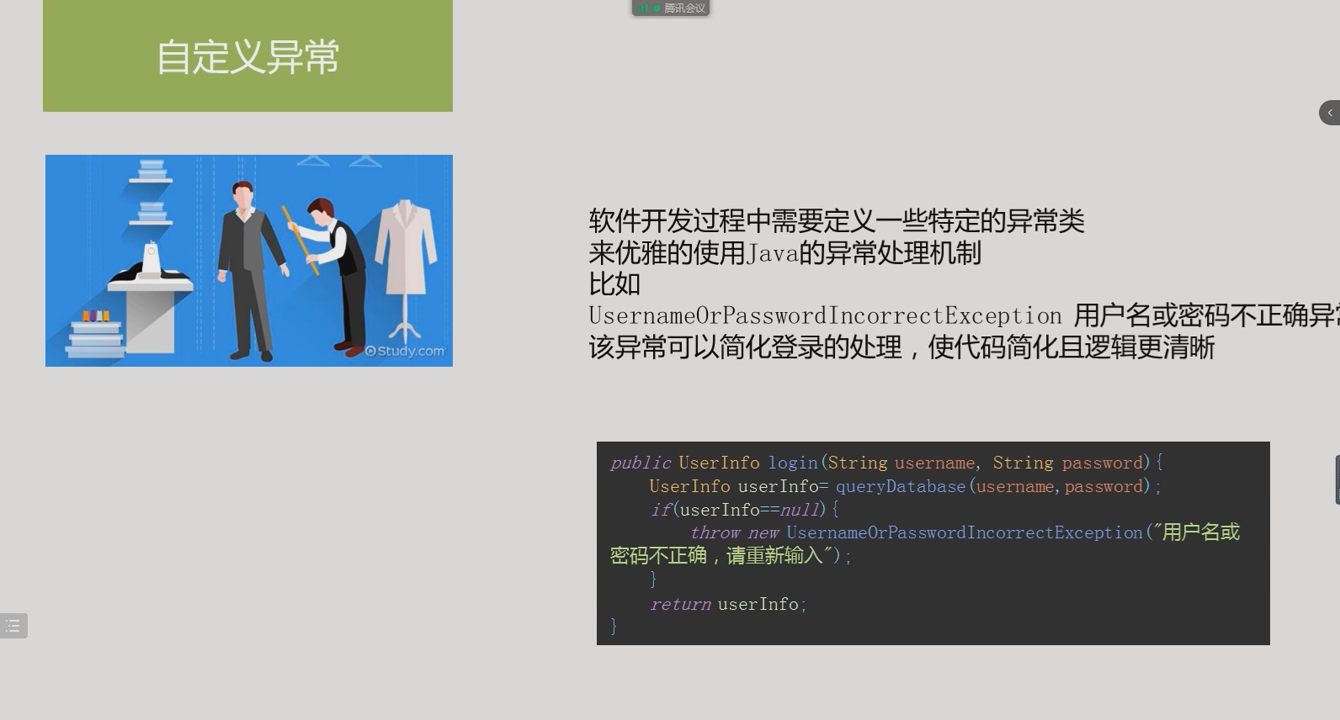 腾讯会议
自定义异常
Study.com
软件开发过程中需要定义一些特定的异常类
来优雅的使用Java的异常处理机制
比如
UsernameOrPasswordIncorrectException 用户名或密码不正确异常
该异常可以简化登录的处理，使代码简化且逻辑更清晰
public UserInfo login(String username, String password){
UserInfo userInfo= queryDatabase(username,password);
if(userInfo==null){
throw new UsernameOrPasswordIncorrectException("用户名或
密码不正确，请重新输入");
}
return userInfo;
}